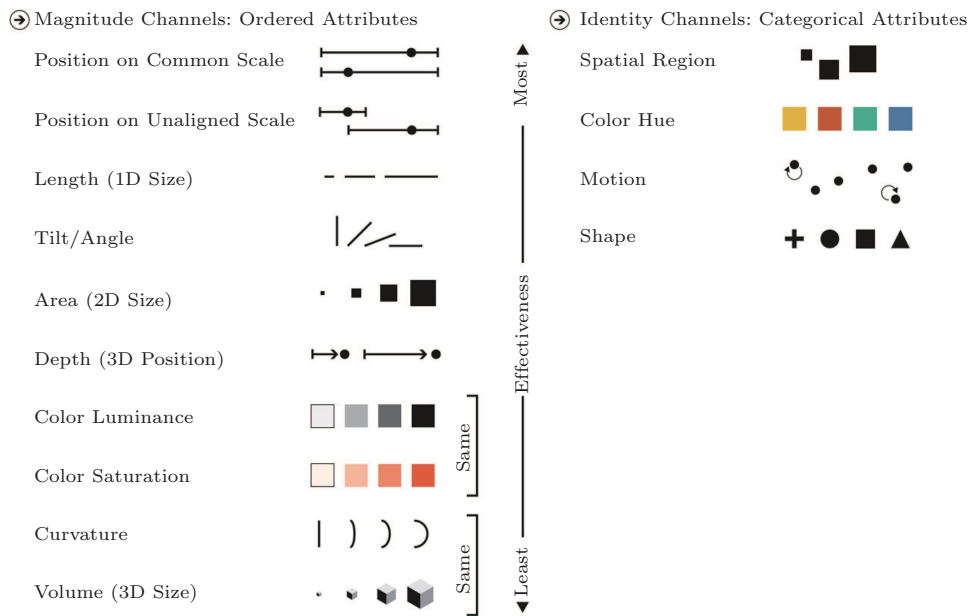 Magnitude Channels: Ordered Attributes
Position on Common Scale
Position on Unaligned Scale
Length (1D Size)
Tilt/Angle
Area (2D Size)
Depth (3D Position)
Color Luminance
Color Saturation
Curvature
Volume (3D Size)
Same
Same
Most
Effectiveness
Least
Identity Channels: Categorical Attributes
Spatial Region
Color Hue
Motion
Shape